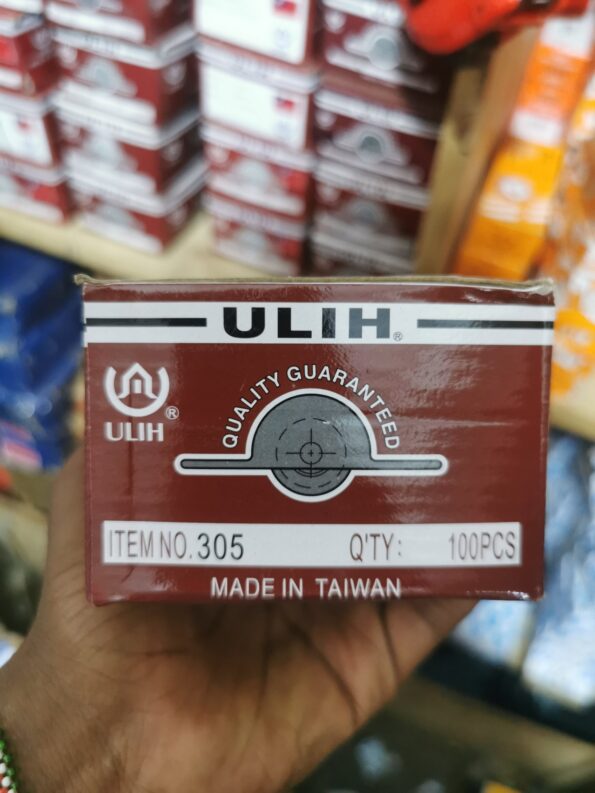 ULIH®
QUALITY GUARANTEED
®
ULIH
ITEM NO. 305 Q'TY: 100PCS
MADE IN TAIWAN